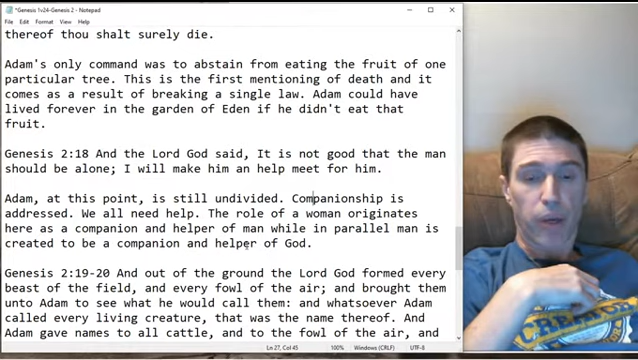 *Genesis 1v24-Genesis 2 - Notepad
File Edit Format View Help
thereof thou shalt surely die.
Adam's only command was to abstain from eating the fruit of one
particular tree. This is the first mentioning of death and it
comes as a result of breaking a single law. Adam could have
lived forever in the garden of Eden if he didn't eat that
fruit.
Genesis 2:18 And the Lord God said, It is not good that the man
should be alone; I will make him an help meet for him.
Adam, at this point, is still undivided. Companionship is
addressed. We all need help. The role of a woman originates
here as a companion and helper of man while in parallel man is
created to be a companion and helper of God.
Genesis 2:19-20 And out of the ground the Lord God formed every
beast of the field, and every fowl of the air; and brought them
unto Adam to see what he would call them: and whatsoever Adam
called every living creature, that was the name thereof. And
Adam gave names to all cattle, and to the fowl of the air, and
Ln 27, Col 45 100% Windows (CRLF) UTF-8